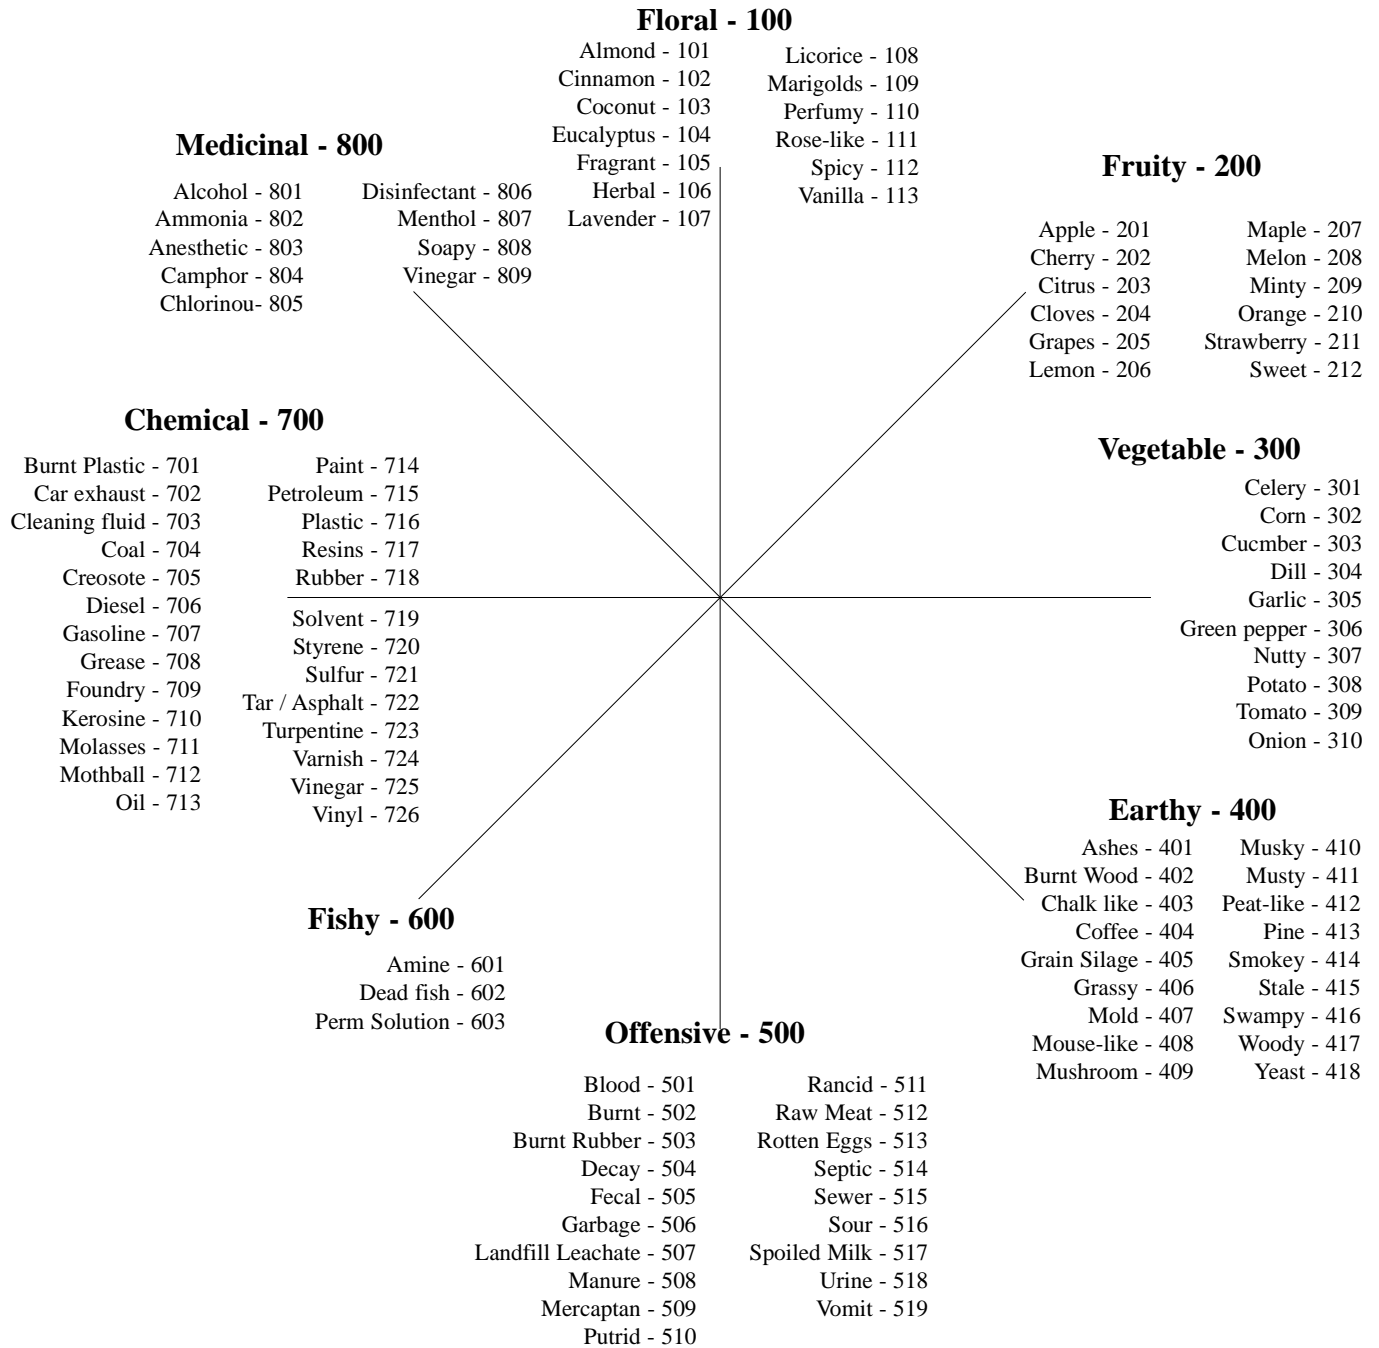 Floral - 100
Almond - 101
Cinnamon - 102
Coconut - 103
Eucalyptus - 104
Fragrant - 105
Herbal - 106
Lavender - 107
Licorice - 108
Marigolds - 109
Perfumy - 110
Rose-like - 111
Spicy - 112
Vanilla - 113
Fruity - 200
Apple - 201
Cherry - 202
Citrus - 203
Cloves - 204
Grapes - 205
Lemon - 206
Maple - 207
Melon - 208
Minty - 209
Orange - 210
Strawberry - 211
Sweet - 212
Vegetable - 300
Celery - 301
Corn - 302
Cucmber - 303
Dill - 304
Garlic - 305
Green pepper - 306
Nutty - 307
Potato - 308
Tomato - 309
Onion - 310
Earthy - 400
Ashes - 401
Burnt Wood - 402
Chalk like - 403
Coffee - 404
Grain Silage - 405
Grassy - 406
Mold - 407
Mouse-like - 408
Mushroom - 409
Musky - 410
Musty - 411
Peat-like - 412
Pine - 413
Smokey - 414
Stale - 415
Swampy - 416
Woody - 417
Yeast - 418
Offensive - 500
Blood - 501
Burnt - 502
Burnt Rubber - 503
Decay - 504
Fecal - 505
Garbage - 506
Landfill Leachate - 507
Manure - 508
Mercaptan - 509
Putrid - 510
Rancid - 511
Raw Meat - 512
Rotten Eggs - 513
Septic - 514
Sewer - 515
Sour - 516
Spoiled Milk - 517
Urine - 518
Vomit - 519
Fishy - 600
Amine - 601
Dead fish - 602
Perm Solution - 603
Chemical - 700
Burnt Plastic - 701
Car exhaust - 702
Cleaning fluid - 703
Coal - 704
Creosote - 705
Diesel - 706
Gasoline - 707
Grease - 708
Foundry - 709
Kerosine - 710
Molasses - 711
Mothball - 712
Oil - 713
Paint - 714
Petroleum - 715
Plastic - 716
Resins - 717
Rubber - 718
Solvent - 719
Styrene - 720
Sulfur - 721
Tar / Asphalt - 722
Turpentine - 723
Varnish - 724
Vinegar - 725
Vinyl - 726
Medicinal - 800
Alcohol - 801
Ammonia - 802
Anesthetic - 803
Camphor - 804
Chlorinou- 805
Disinfectant - 806
Menthol - 807
Soapy - 808
Vinegar - 809